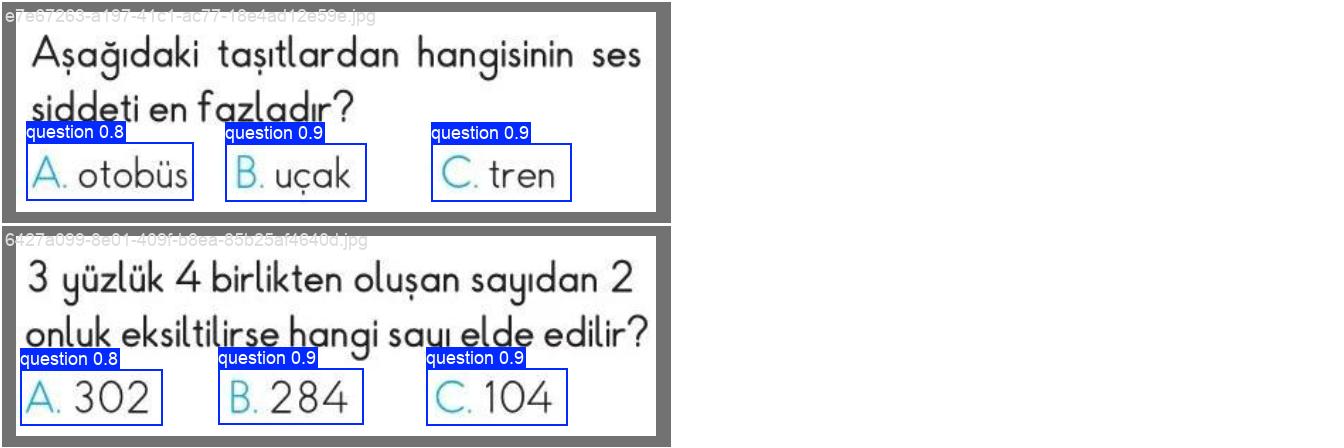 e7e67263-a197-41c1-ac77-18e4ad12e59e.jpg
Aşağıdaki taşıtlardan hangisinin ses
şiddeti en fazladır?
question 0.8 question 0.9 question 0.9
A. otobüs B. uçak C. tren
6427a099-8e01-409f-b8ea-85b25af4640d.jpg
3 yüzlük 4 birlikten oluşan sayıdan 2
onluk eksiltilirse hangi sayı elde edilir?
question 0.8 question 0.9 question 0.9
A. 302 B. 284 C. 104